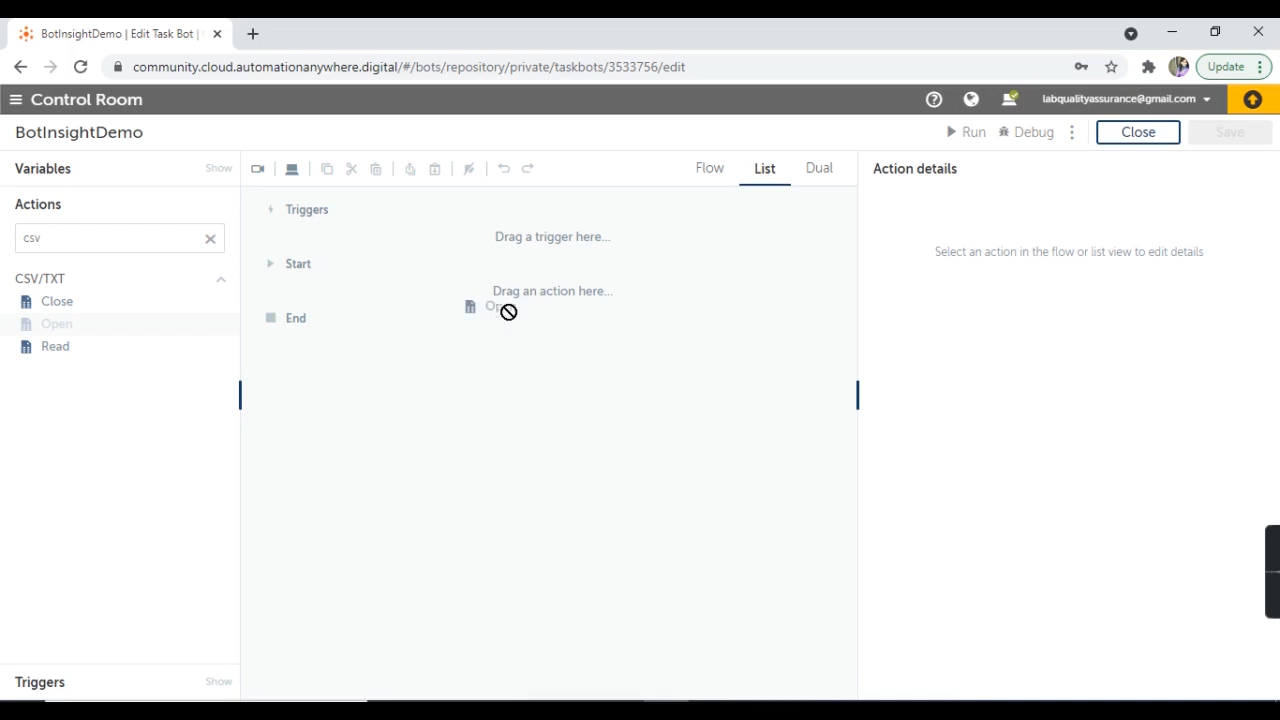 BotInsightDemo | Edit Task Bot |
community.cloud.automationanywhere.digital/#/bots/repository/private/taskbots/3533756/edit
Update
Control Room
labqualityassurance@gmail.com
BotInsightDemo
Run
Debug
Close
Save
Variables
Show
Flow
List
Dual
Action details
Actions
csv
Triggers
Drag a trigger here...
Select an action in the flow or list view to edit details
Start
CSV/TXT
Drag an action here...
Close
Open
End
Read
Triggers
Show